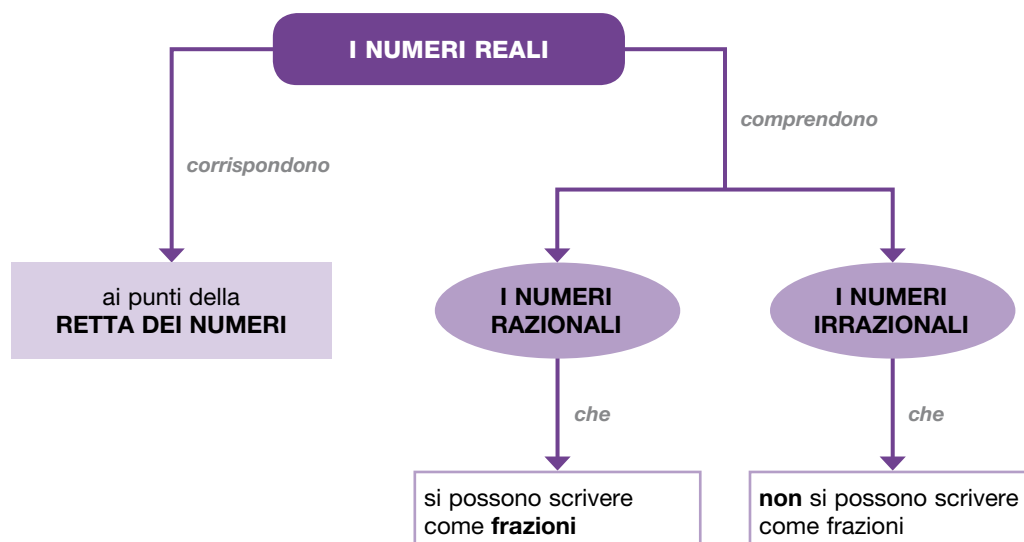 I NUMERI REALI
comprendono
corrispondono
ai punti della
RETTA DEI NUMERI
I NUMERI
RAZIONALI
I NUMERI
IRRAZIONALI
che
che
si possono scrivere
come frazioni
non si possono scrivere
come frazioni